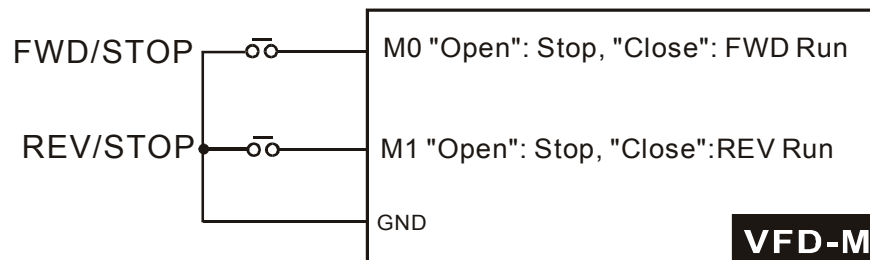 FWD/STOP
M0 "Open": Stop, "Close": FWD Run
REV/STOP
M1 "Open": Stop, "Close":REV Run
GND
VFD-M